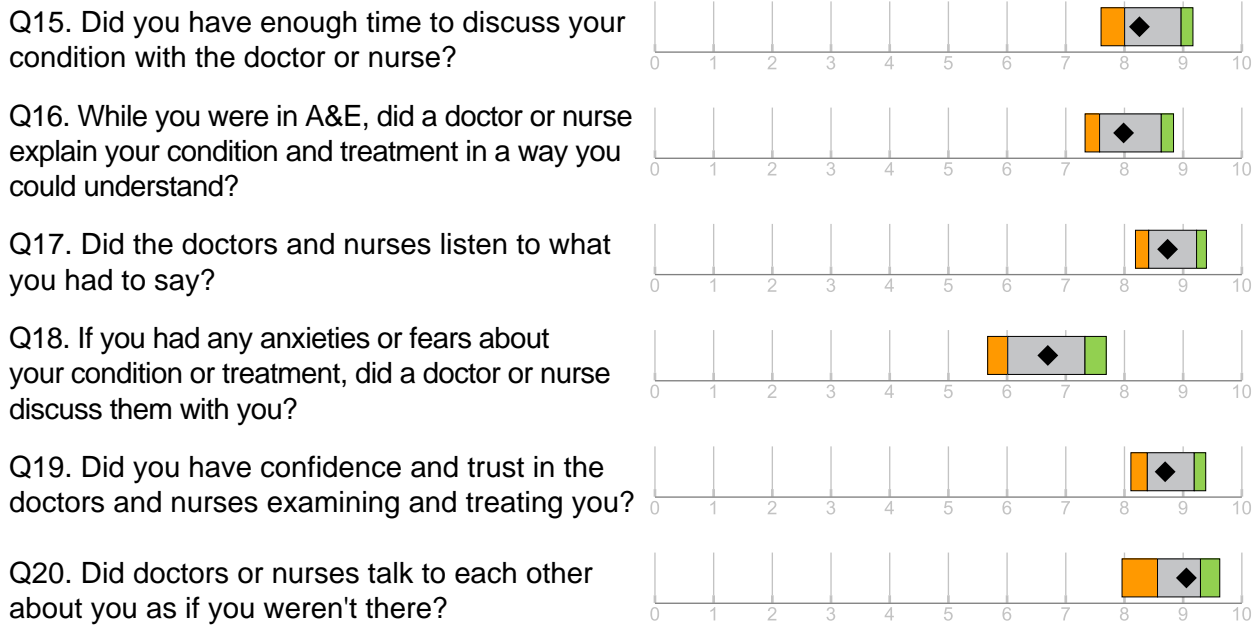 Q15. Did you have enough time to discuss your
condition with the doctor or nurse?
0 1 2 3 4 5 6 7 8 9 10
Q16. While you were in A&E, did a doctor or nurse
explain your condition and treatment in a way you
could understand?
0 1 2 3 4 5 6 7 8 9 10
Q17. Did the doctors and nurses listen to what
you had to say?
0 1 2 3 4 5 6 7 8 9 10
Q18. If you had any anxieties or fears about
your condition or treatment, did a doctor or nurse
discuss them with you?
0 1 2 3 4 5 6 7 8 9 10
Q19. Did you have confidence and trust in the
doctors and nurses examining and treating you?
0 1 2 3 4 5 6 7 8 9 10
Q20. Did doctors or nurses talk to each other
about you as if you weren't there?
0 1 2 3 4 5 6 7 8 9 10